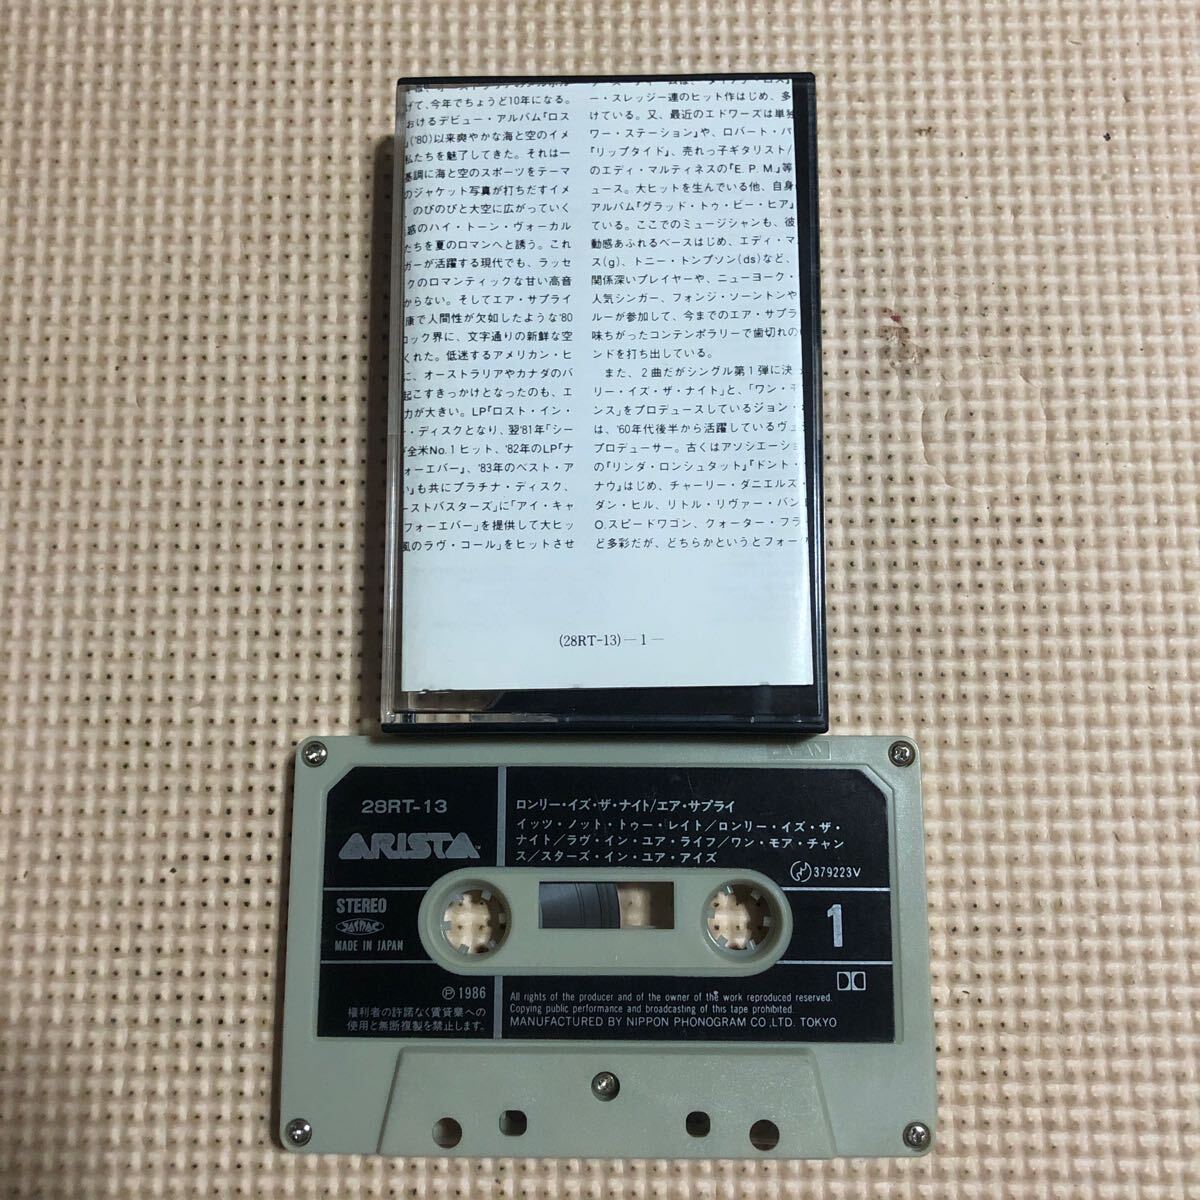 げて、今年でちょうど10年になる。
おけるデビュー・アルバム『ロス
』('80)以来爽やかな海と空のイメ
私たちを魅了してきた。それは一
基調に海と空のスポーツをテーマ
のジャケット写真が打ちだすイメ
、のびのびと大空に広がっていく
惑のハイ・トーン・ヴォーカル
たちを夏のロマンへと誘う。これ
ガーが活躍する現代でも、ラッセ
クのロマンティックな甘い高音
からない。そしてエア・サプライ
康で人間性が欠如したような'80
ロック界に、文字通りの新鮮な空
くれた。低迷するアメリカン・ヒ
に、オーストラリアやカナダのバ
起こすきっかけとなったのも、エ
力が大きい。LP『ロスト・イン・
・ディスクとなり、翌'81年「シー
「全米No.1ヒット、'82年のLP『ナ
ォーエバー』、'83年のベスト・ア
い』も共にプラチナ・ディスク、
ーストバスターズ」に「アイ・キャ
フォーエバー」を提供して大ヒッ
風のラヴ・コール」をヒットさせ
ー・スレッジ一連のヒット作はじめ、多
けている。又、最近のエドワーズは単独
ワー・ステーション』や、ロバート・パ
『リップタイド』、売れっ子ギタリスト/
のエディ・マルティネスの『E.P.M.』等
ュース。大ヒットを生んでいる他、自身
アルバム『グラッド・トゥ・ビー・ヒア』
ている。ここでのミュージシャンも、彼
動感あふれるベースはじめ、エディ・マ
ス(g)、トニー・トンプソン(ds)など、
関係深いプレイヤーや、ニューヨーク・
人気シンガー、フォンジ・ソーントンや
ルーが参加して、今までのエア・サプラ
味ちがったコンテンポラリーで歯切れの
ンドを打ち出している。
また、2曲だがシングル第1弾に決
リー・イズ・ザ・ナイト」と、「ワン・モ
ンス」をプロデュースしているジョン・
は、'60年代後半から活躍しているヴェ
プロデューサー。古くはアソシエーショ
の『リンダ・ロンシュタット』『ドント・
ナウ』はじめ、チャーリー・ダニエルズ・
ダン・ヒル、リトル・リヴァー・バン
O.スピードワゴン、クォーター・フラ
ど多彩だが、どちらかというとフォー
(28RT-13)―1―
JAPAN
28RT-13
ARISTA™
STEREO
JASRAC
MADE IN JAPAN
ロンリー・イズ・ザ・ナイト/エア・サプライ
イッツ・ノット・トゥー・レイト/ロンリー・イズ・ザ・
ナイト/ラヴ・イン・ユア・ライフ/ワン・モア・チャン
ス/スターズ・イン・ユア・アイズ
379223V
1
Ⓟ1986
権利者の許諾なく賃貸業への
使用と無断複製を禁止します。
All rights of the producer and of the owner of the work reproduced reserved.
Copying public performance and broadcasting of this tape prohibited.
MANUFACTURED BY NIPPON PHONOGRAM CO.,LTD. TOKYO